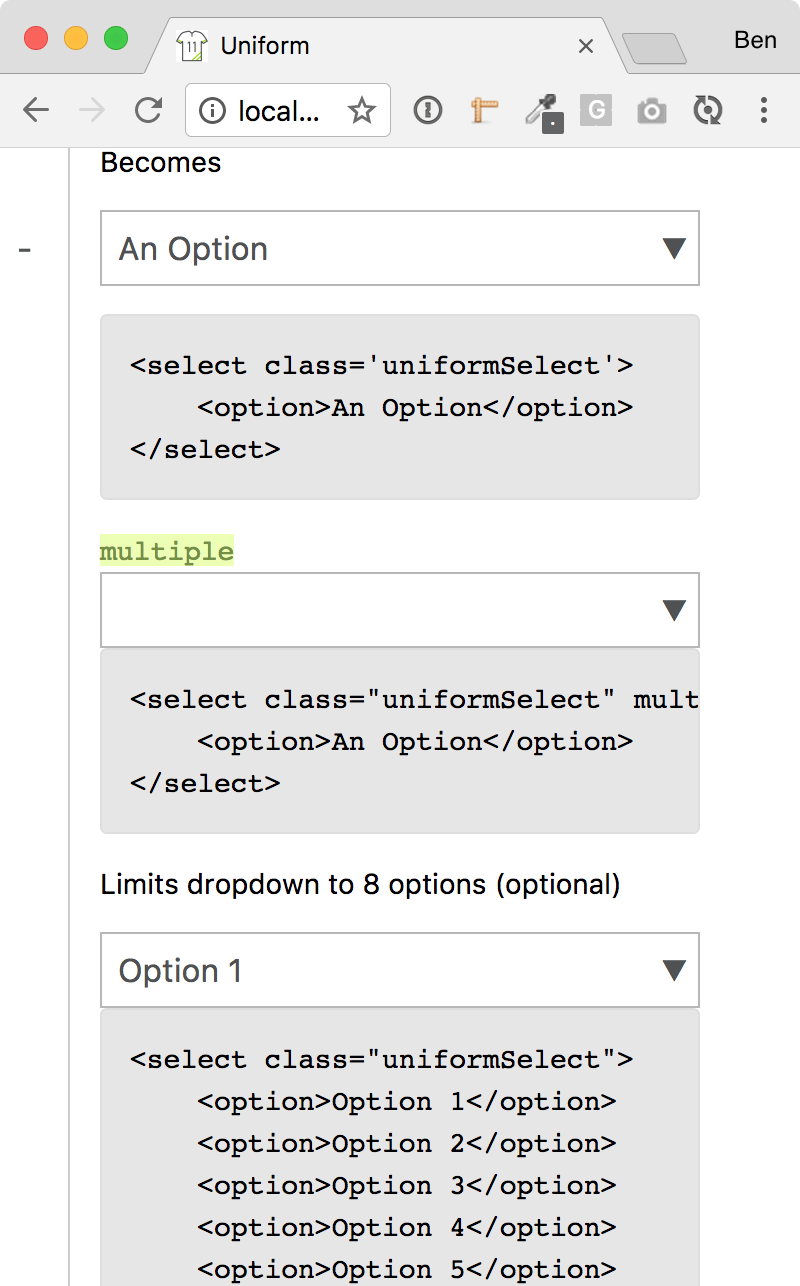 Uniform
Ben
local...
Becomes
-
An Option
<select class='uniformSelect'>
    <option>An Option</option>
</select>
multiple
<select class="uniformSelect" mult
    <option>An Option</option>
</select>
Limits dropdown to 8 options (optional)
Option 1
<select class="uniformSelect">
    <option>Option 1</option>
    <option>Option 2</option>
    <option>Option 3</option>
    <option>Option 4</option>
    <option>Option 5</option>